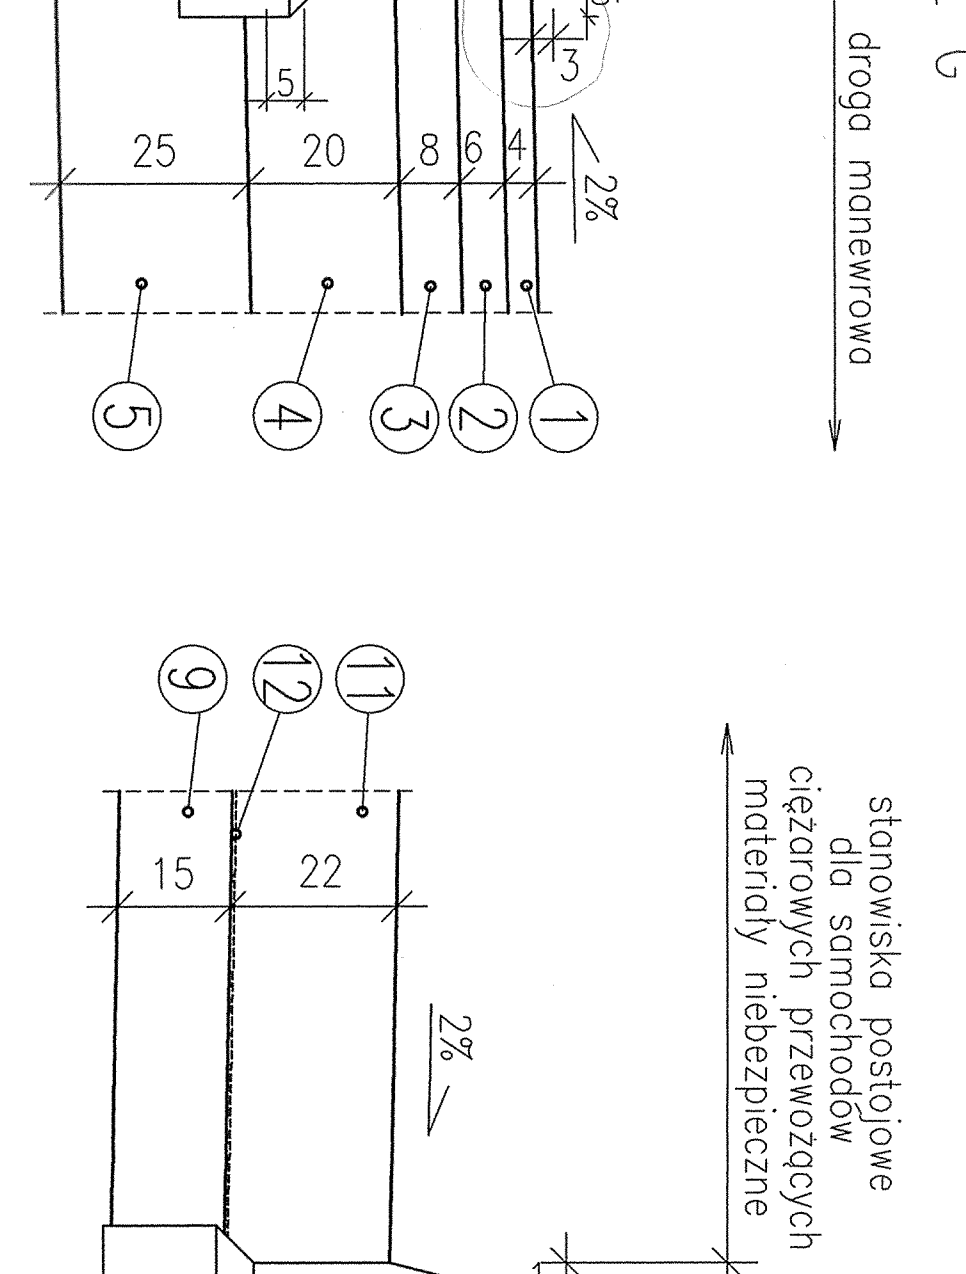 droga manewrowa
3
5
25 20 8 6 4
2%
5 4 3 2 1
9 12 11
15 22
2%
stanowiska postojowe
dla samochodów
ciężarowych przewożących
materiały niebezpieczne